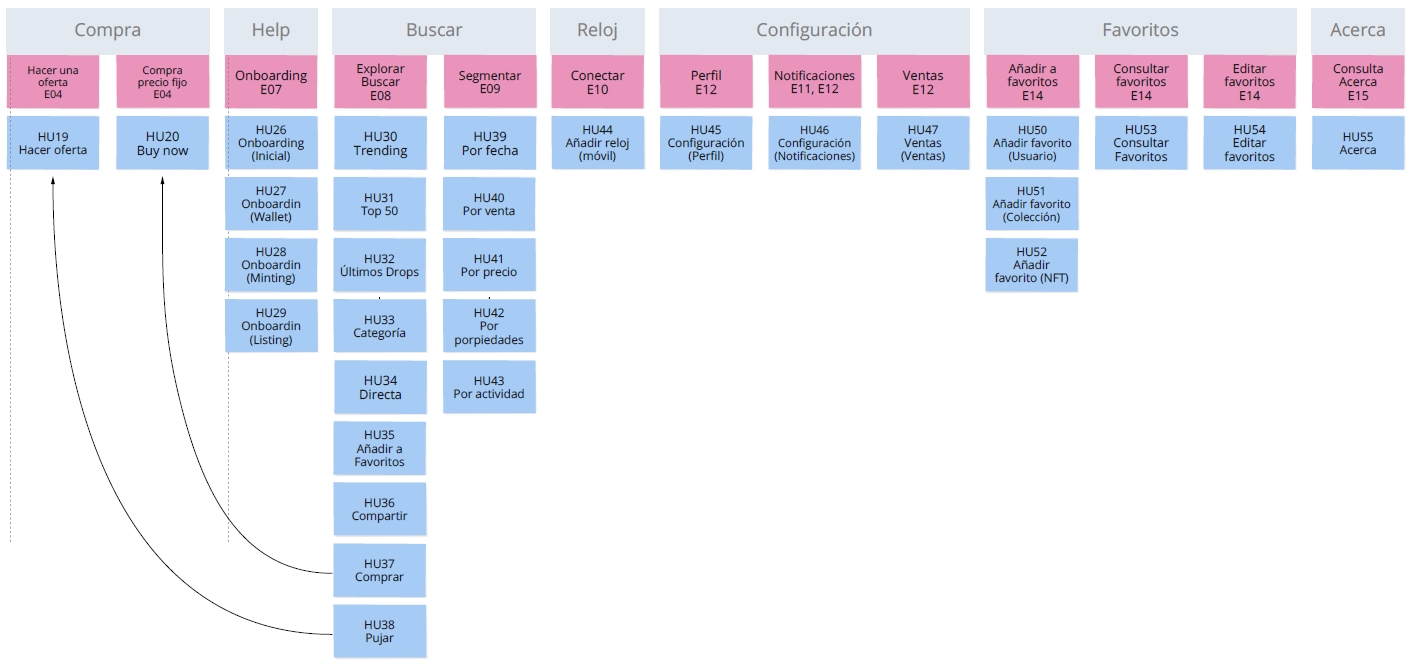 Compra
Help
Buscar
Reloj
Configuración
Favoritos
Acerca
Hacer una
oferta
E04
Compra
precio fijo
E04
Onboarding
E07
Explorar
Buscar
E08
Segmentar
E09
Conectar
E10
Perfil
E12
Notificaciones
E11, E12
Ventas
E12
Añadir a
favoritos
E14
Consultar
favoritos
E14
Editar
favoritos
E14
Consulta
Acerca
E15
HU19
Hacer oferta
HU20
Buy now
HU26
Onboarding
(Inicial)
HU30
Trending
HU39
Por fecha
HU44
Añadir reloj
(móvil)
HU45
Configuración
(Perfil)
HU46
Configuración
(Notificaciones)
HU47
Ventas
(Ventas)
HU50
Añadir favorito
(Usuario)
HU53
Consultar
Favoritos
HU54
Editar
favoritos
HU55
Acerca
HU27
Onboardin
(Wallet)
HU31
Top 50
HU40
Por venta
HU51
Añadir favorito
(Colección)
HU28
Onboardin
(Minting)
HU32
Últimos Drops
HU41
Por precio
HU52
Añadir
favorito (NFT)
HU29
Onboardin
(Listing)
HU33
Categoría
HU42
Por
porpiedades
HU34
Directa
HU43
Por actividad
HU35
Añadir a
Favoritos
HU36
Compartir
HU37
Comprar
HU38
Pujar